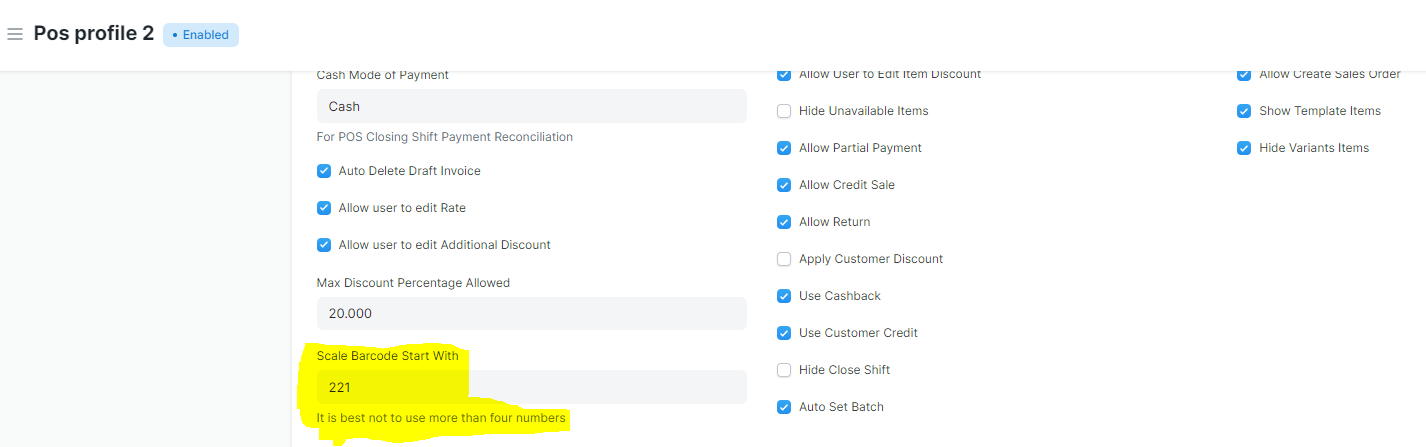 Pos profile 2
• Enabled
Cash Mode of Payment
Cash
For POS Closing Shift Payment Reconciliation
Auto Delete Draft Invoice
Allow user to edit Rate
Allow user to edit Additional Discount
Max Discount Percentage Allowed
20.000
Scale Barcode Start With
221
It is best not to use more than four numbers
Allow User to Edit Item Discount
Hide Unavailable Items
Allow Partial Payment
Allow Credit Sale
Allow Return
Apply Customer Discount
Use Cashback
Use Customer Credit
Hide Close Shift
Auto Set Batch
Allow Create Sales Order
Show Template Items
Hide Variants Items